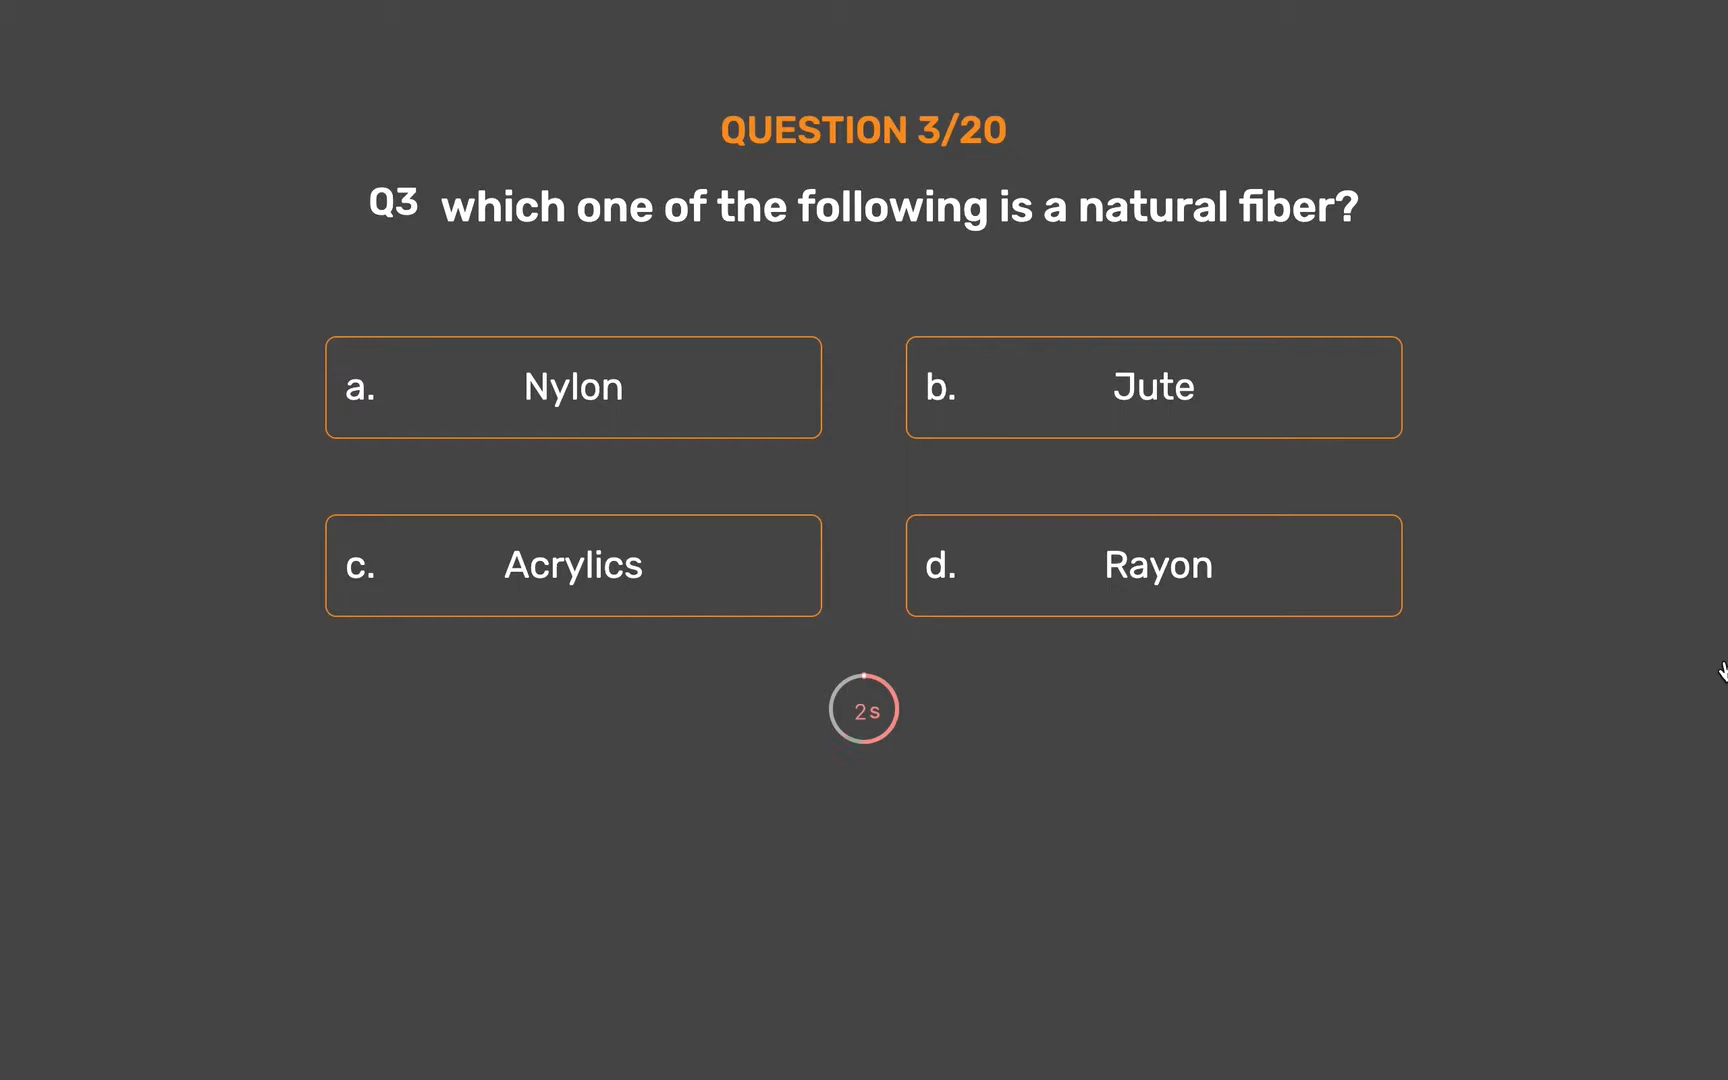 QUESTION 3/20
Q3 which one of the following is a natural fiber?
a. Nylon
b. Jute
c. Acrylics
d. Rayon
2s